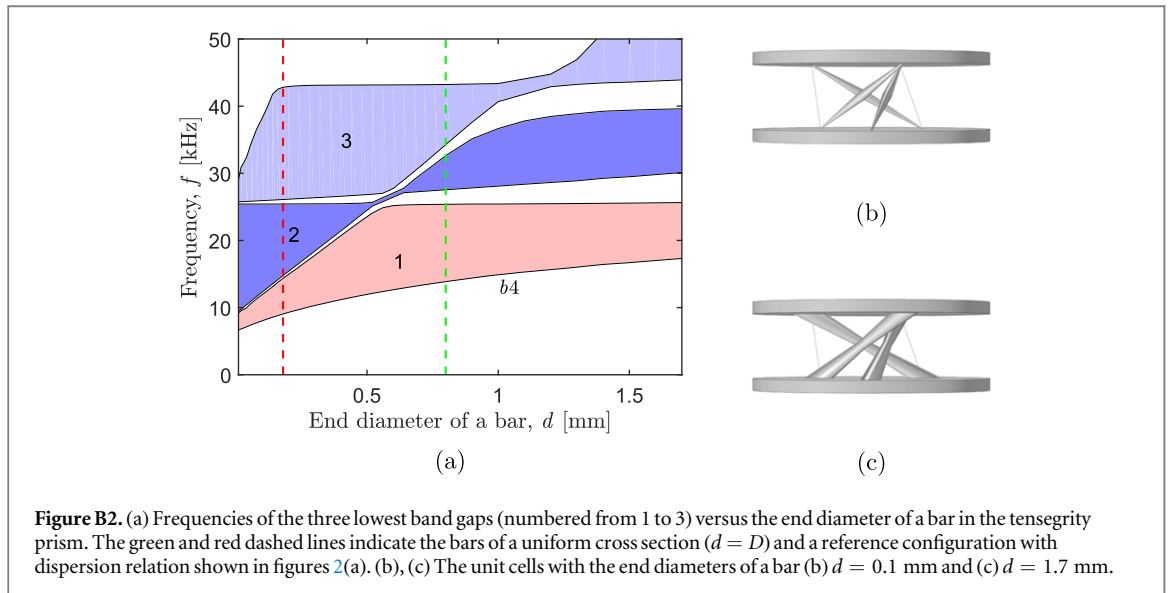 50
40
30
20
10
0
Frequency, f [kHz]
3
2
1
b4
0.5
1
1.5
End diameter of a bar, d [mm]
(a)
(b)
(c)
Figure B2. (a) Frequencies of the three lowest band gaps (numbered from 1 to 3) versus the end diameter of a bar in the tensegrity
prism. The green and red dashed lines indicate the bars of a uniform cross section (d = D) and a reference configuration with
dispersion relation shown in figures 2(a). (b), (c) The unit cells with the end diameters of a bar (b) d = 0.1 mm and (c) d = 1.7 mm.